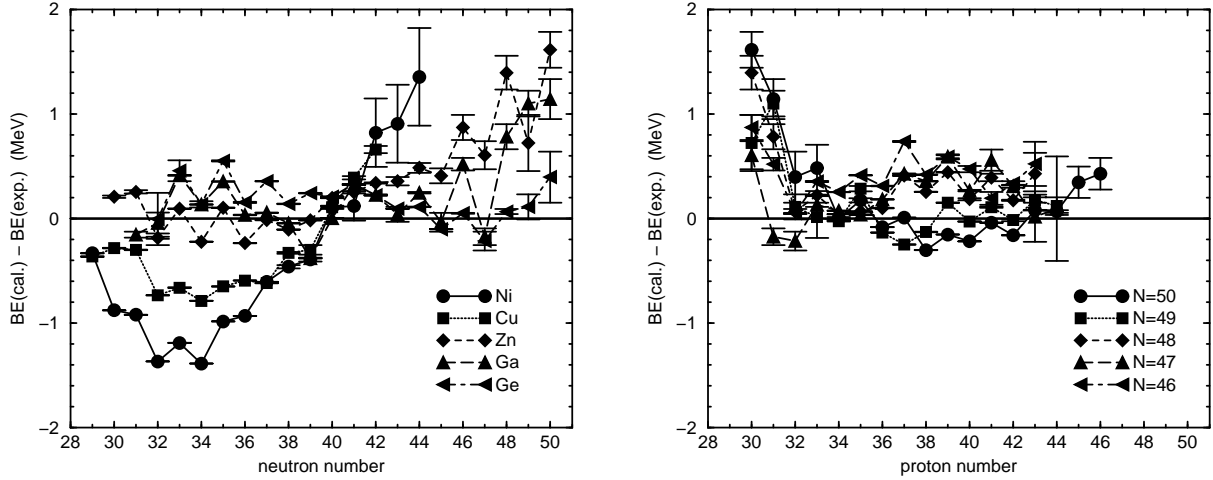 BE(cal.) − BE(exp.) (MeV)
2
1
0
−1
−2
28 30 32 34 36 38 40 42 44 46 48 50
neutron number
Ni
Cu
Zn
Ga
Ge
BE(cal.) − BE(exp.) (MeV)
2
1
0
−1
−2
28 30 32 34 36 38 40 42 44 46 48 50
proton number
N=50
N=49
N=48
N=47
N=46